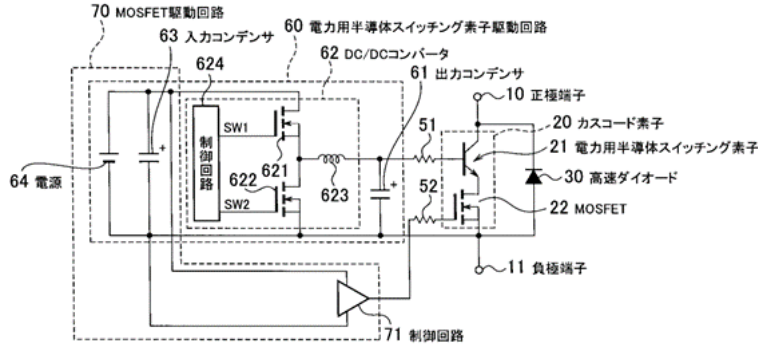 70 MOSFET駆動回路
60 電力用半導体スイッチング素子駆動回路
63 入力コンデンサ
62 DC/DCコンバータ
624
61 出力コンデンサ
10 正極端子
制御回路
SW1
621
51
20 カスコード素子
21 電力用半導体スイッチング素子
64 電源
622
623
30 高速ダイオード
SW2
52
22 MOSFET
11 負極端子
71 制御回路
+
+